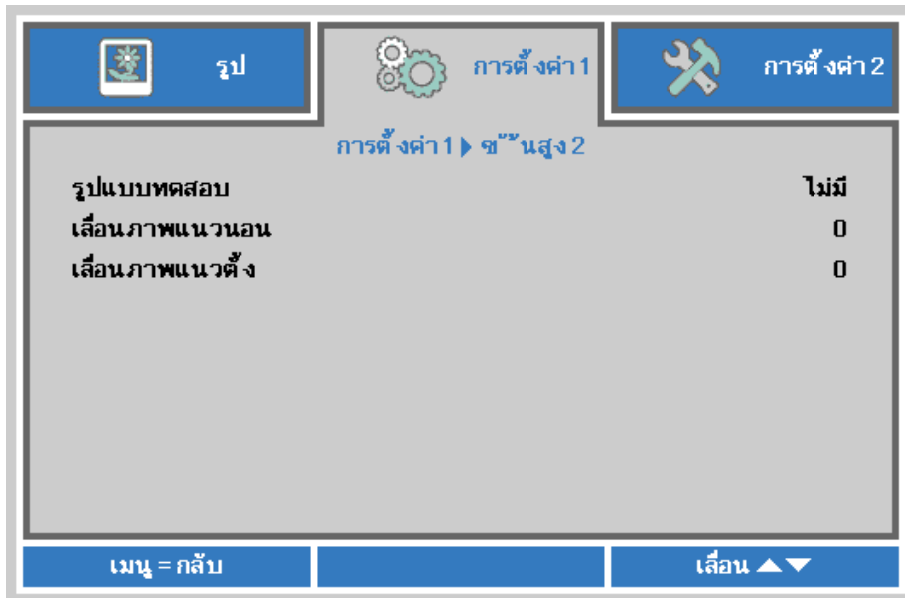 รูป
การตั้งค่า 1
การตั้งค่า 2
การตั้งค่า 1 ▶ ขั้นสูง 2
รูปแบบทดสอบ ไม่มี
เลื่อนภาพแนวนอน 0
เลื่อนภาพแนวตั้ง 0
เมนู = กลับ
เลื่อน ▲▼